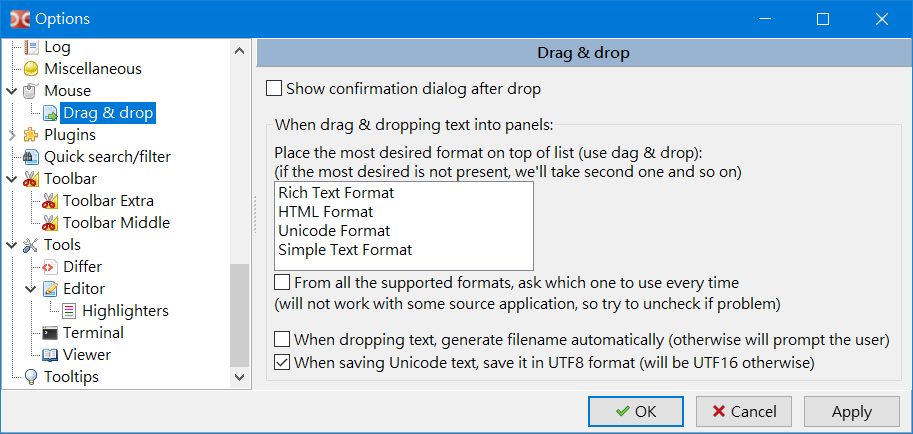 Options
Log
Miscellaneous
Mouse
Drag & drop
Plugins
Quick search/filter
Toolbar
Toolbar Extra
Toolbar Middle
Tools
Differ
Editor
Highlighters
Terminal
Viewer
Tooltips
Drag & drop
Show confirmation dialog after drop
When drag & dropping text into panels:
Place the most desired format on top of list (use dag & drop):
(if the most desired is not present, we'll take second one and so on)
Rich Text Format
HTML Format
Unicode Format
Simple Text Format
From all the supported formats, ask which one to use every time
(will not work with some source application, so try to uncheck if problem)
When dropping text, generate filename automatically (otherwise will prompt the user)
When saving Unicode text, save it in UTF8 format (will be UTF16 otherwise)
OK
Cancel
Apply